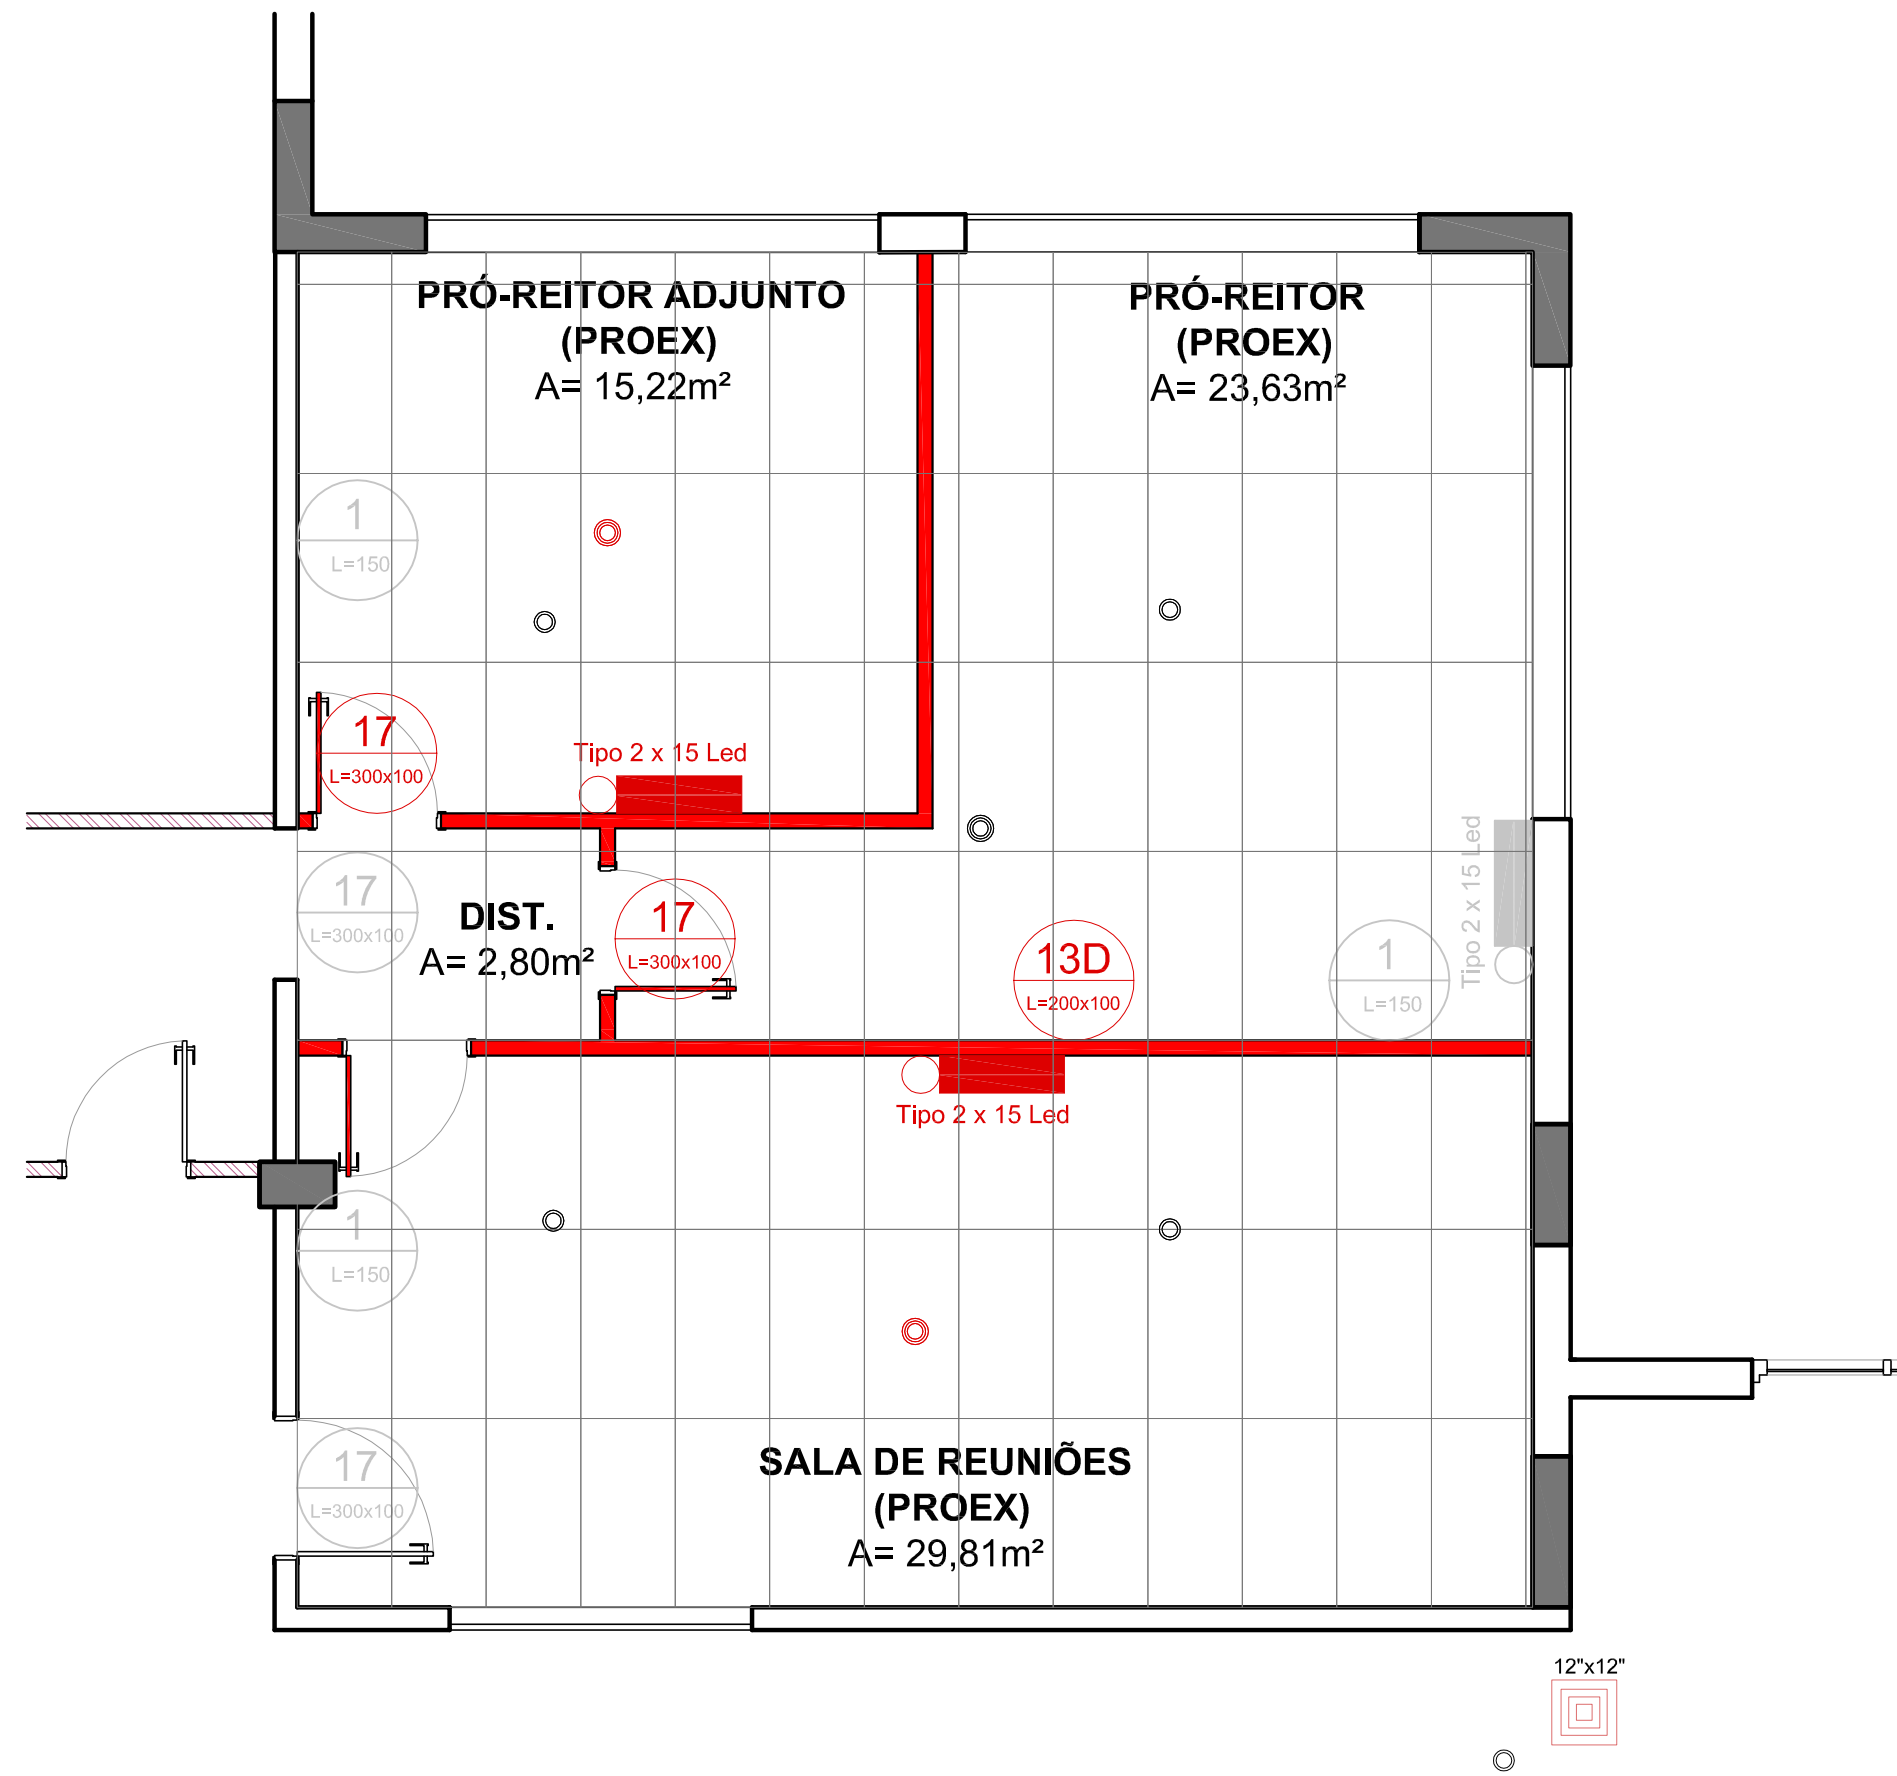 PRÓ-REITOR ADJUNTO
(PROEX)
A= 15,22m²
PRÓ-REITOR
(PROEX)
A= 23,63m²
1
L=150
17
L=300x100
Tipo 2 x 15 Led
17
L=300x100
DIST.
A= 2,80m²
17
L=300x100
13D
L=200x100
1
L=150
Tipo 2 x 15 Led
Tipo 2 x 15 Led
1
L=150
17
L=300x100
SALA DE REUNIÕES
(PROEX)
A= 29,81m²
12"x12"